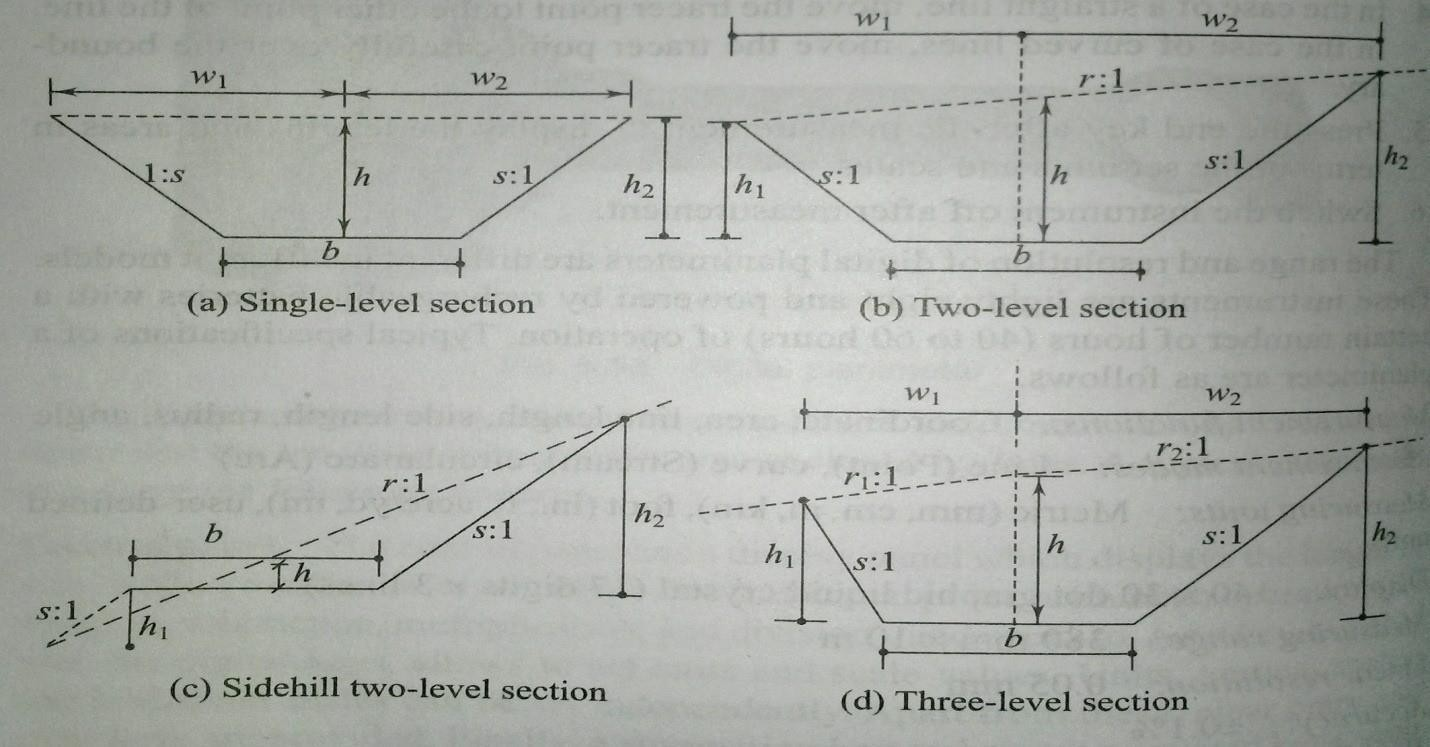 w₁ w₂
1:s h s:1 h₂
b
(a) Single-level section
w₁ w₂
r:1
h₁ s:1 h s:1 h₂
b
(b) Two-level section
r:1
b s:1 h₂
h
s:1 h₁
(c) Sidehill two-level section
w₁ w₂
r₁:1 r₂:1
h₁ s:1 h s:1 h₂
b
(d) Three-level section